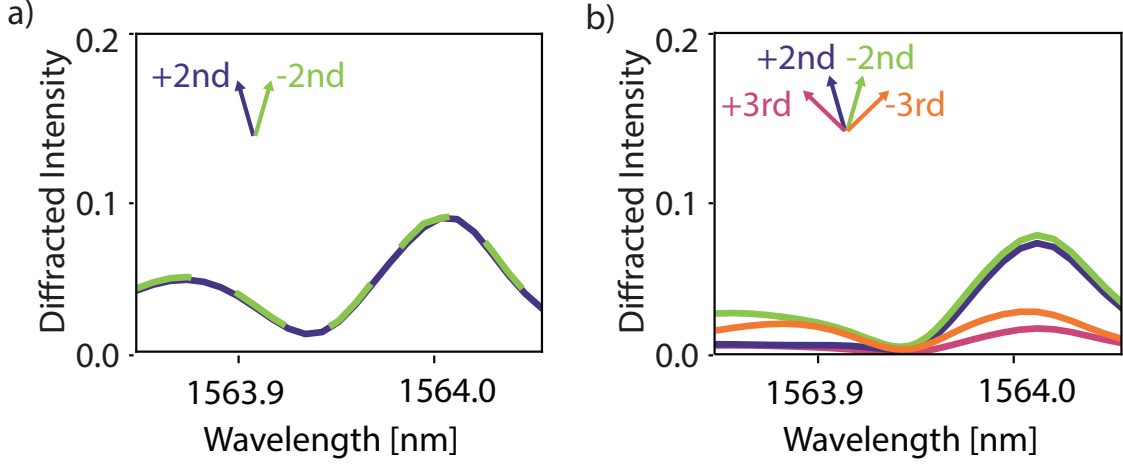 a)
Diffracted Intensity
0.2
0.1
0.0
+2nd -2nd
1563.9 1564.0
Wavelength [nm]
b)
Diffracted Intensity
0.2
0.1
0.0
+2nd -2nd
+3rd -3rd
1563.9 1564.0
Wavelength [nm]